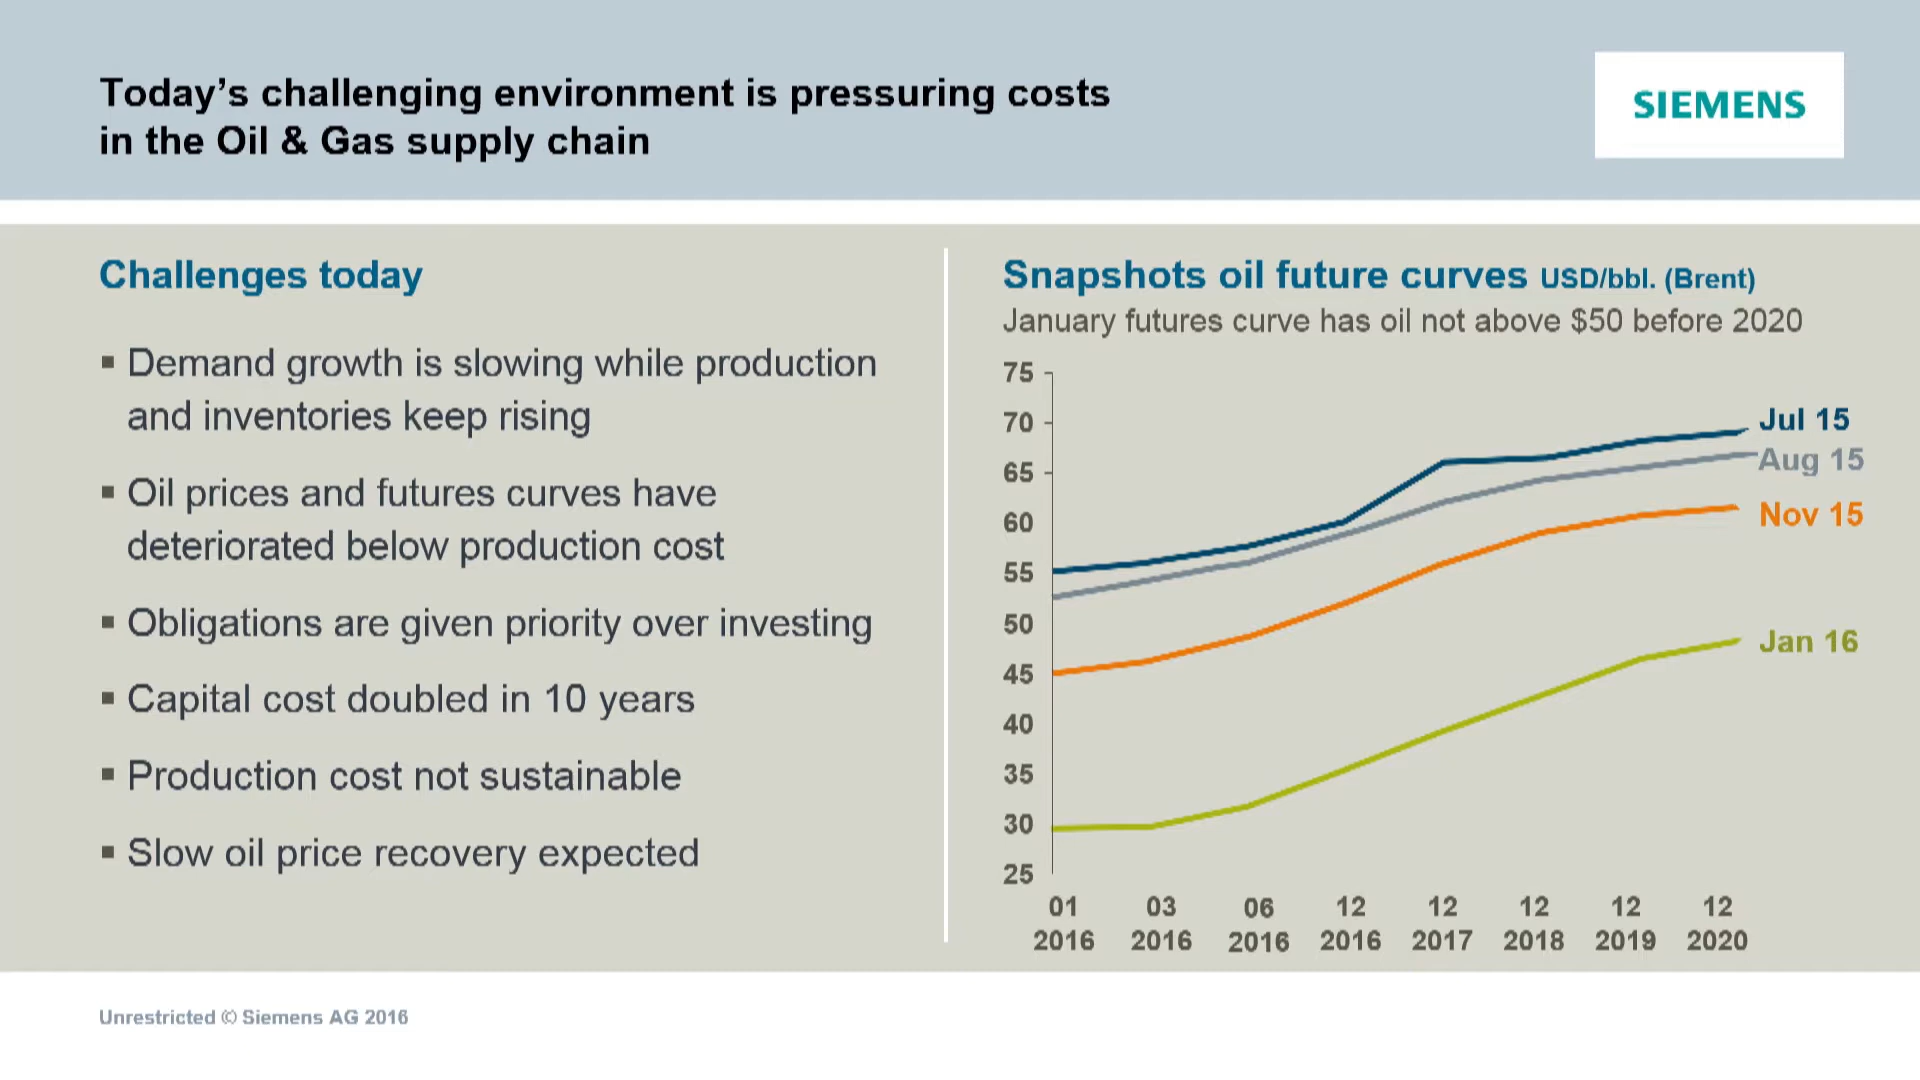 Today’s challenging environment is pressuring costs
in the Oil & Gas supply chain
SIEMENS
Challenges today
▪ Demand growth is slowing while production
and inventories keep rising
▪ Oil prices and futures curves have
deteriorated below production cost
▪ Obligations are given priority over investing
▪ Capital cost doubled in 10 years
▪ Production cost not sustainable
▪ Slow oil price recovery expected
Snapshots oil future curves USD/bbl. (Brent)
January futures curve has oil not above $50 before 2020
75
70
65
60
55
50
45
40
35
30
25
Jul 15
Aug 15
Nov 15
Jan 16
01 03 06 12 12 12 12 12
2016 2016 2016 2016 2017 2018 2019 2020
Unrestricted © Siemens AG 2016